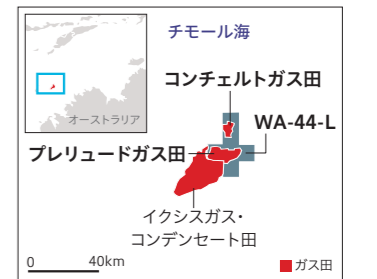 チモール海
オーストラリア
コンチェルトガス田
WA-44-L
プレリュードガス田
イクシスガス・
コンデンセート田
0 40km
ガス田